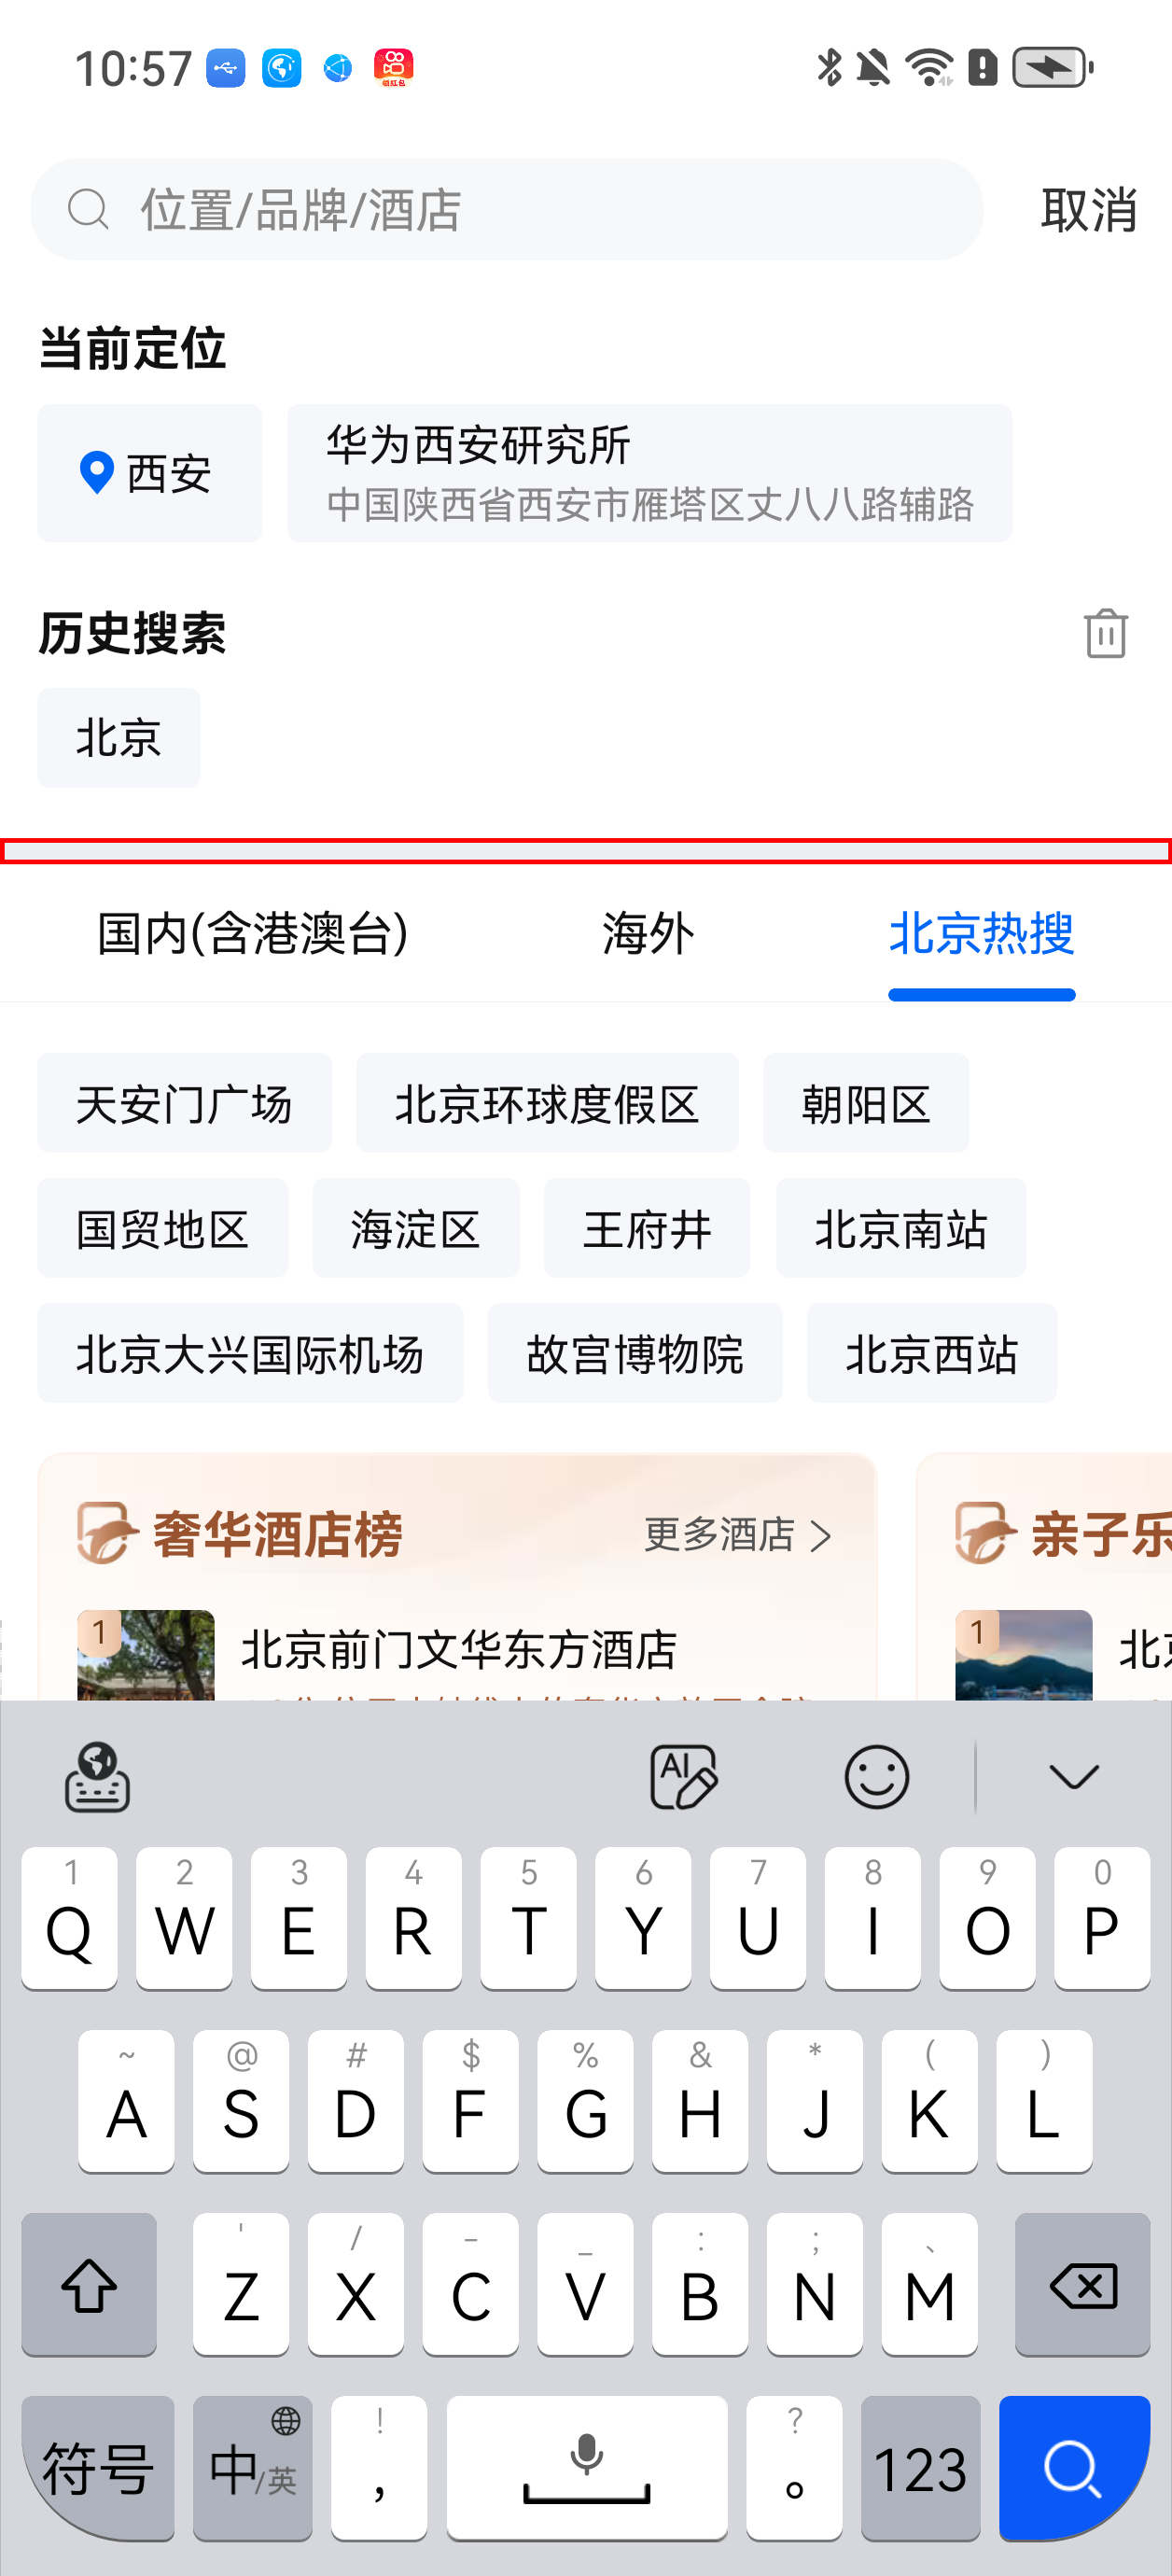 10:57
领红包
位置/品牌/酒店
取消
当前定位
西安
华为西安研究所
中国陕西省西安市雁塔区丈八八路辅路
历史搜索
北京
国内(含港澳台)
海外
北京热搜
天安门广场
北京环球度假区
朝阳区
国贸地区
海淀区
王府井
北京南站
北京大兴国际机场
故宫博物院
北京西站
奢华酒店榜
更多酒店
亲子乐
1
北京前门文华东方酒店
1
AI
1 2 3 4 5 6 7 8 9 0
Q W E R T Y U I O P
~ @ # $ % & * ( )
A S D F G H J K L
' / - _ : ; 、
Z X C V B N M
符号
中/英
!
，
?
。
123